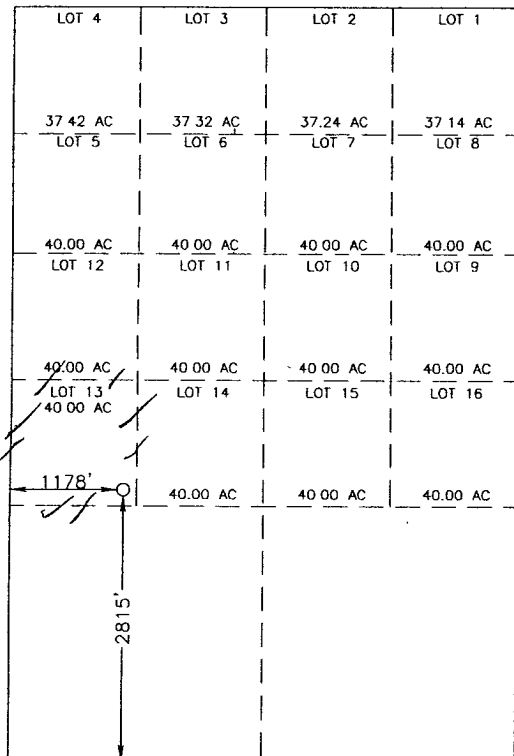 LOT 4 LOT 3 LOT 2 LOT 1
37 42 AC 37 32 AC 37.24 AC 37 14 AC
LOT 5 LOT 6 LOT 7 LOT 8
40.00 AC 40 00 AC 40 00 AC 40.00 AC
LOT 12 LOT 11 LOT 10 LOT 9
40.00 AC 40 00 AC 40 00 AC 40.00 AC
LOT 13 LOT 14 LOT 15 LOT 16
40 00 AC
1178'
40.00 AC 40 00 AC 40.00 AC
2815'